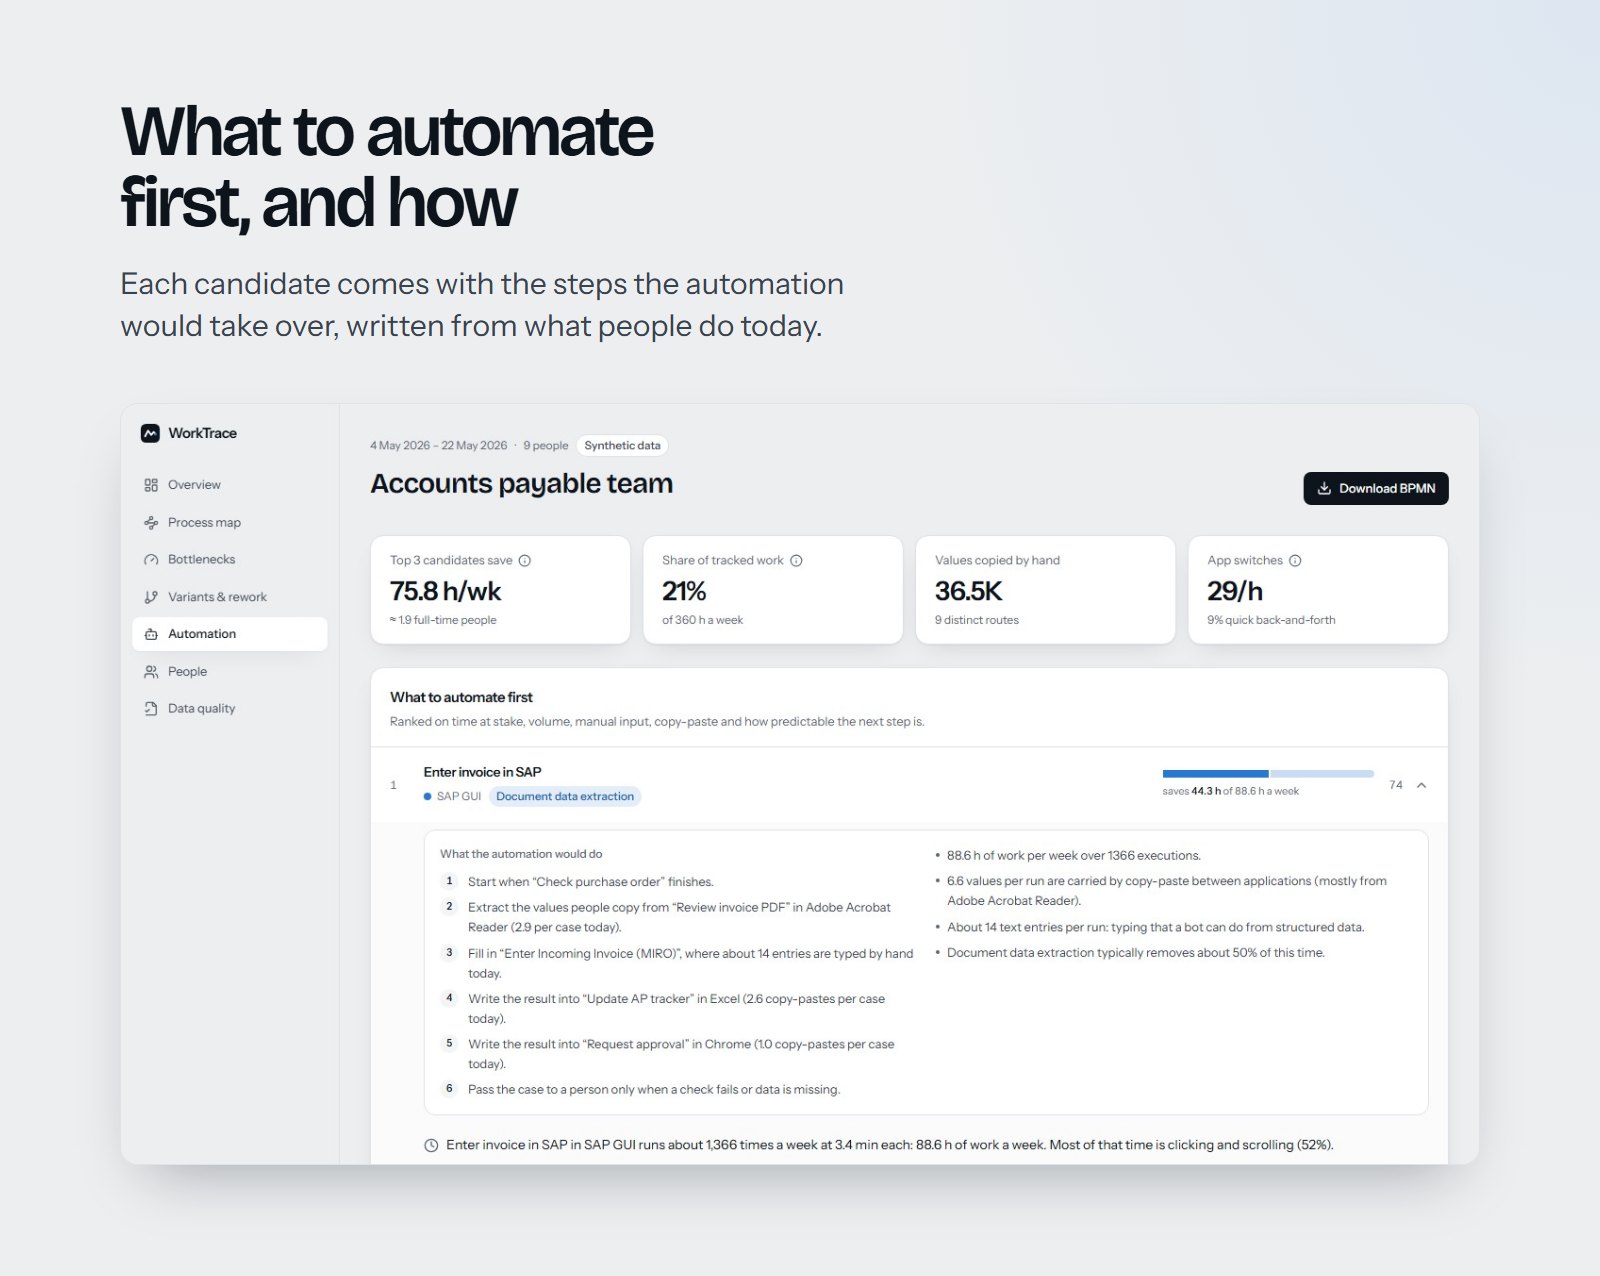 What to automate
first, and how
Each candidate comes with the steps the automation
would take over, written from what people do today.
WorkTrace
Overview
Process map
Bottlenecks
Variants & rework
Automation
People
Data quality
4 May 2026 – 22 May 2026 · 9 people Synthetic data
Accounts payable team
Download BPMN
Top 3 candidates save
75.8 h/wk
≈ 1.9 full-time people
Share of tracked work
21%
of 360 h a week
Values copied by hand
36.5K
9 distinct routes
App switches
29/h
9% quick back-and-forth
What to automate first
Ranked on time at stake, volume, manual input, copy-paste and how predictable the next step is.
1
Enter invoice in SAP
SAP GUI Document data extraction
saves 44.3 h of 88.6 h a week
74
What the automation would do
1 Start when “Check purchase order” finishes.
2 Extract the values people copy from “Review invoice PDF” in Adobe Acrobat
Reader (2.9 per case today).
3 Fill in “Enter Incoming Invoice (MIRO)”, where about 14 entries are typed by hand
today.
4 Write the result into “Update AP tracker” in Excel (2.6 copy-pastes per case
today).
5 Write the result into “Request approval” in Chrome (1.0 copy-pastes per case
today).
6 Pass the case to a person only when a check fails or data is missing.
• 88.6 h of work per week over 1366 executions.
• 6.6 values per run are carried by copy-paste between applications (mostly from
Adobe Acrobat Reader).
• About 14 text entries per run: typing that a bot can do from structured data.
• Document data extraction typically removes about 50% of this time.
Enter invoice in SAP in SAP GUI runs about 1,366 times a week at 3.4 min each: 88.6 h of work a week. Most of that time is clicking and scrolling (52%).